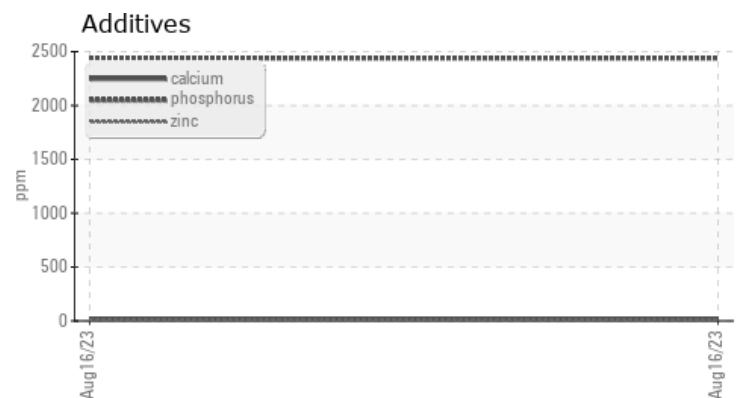 Additives
2500
2000
1500
1000
500
0
ppm
calcium
phosphorus
zinc
Aug16/23
Aug16/23